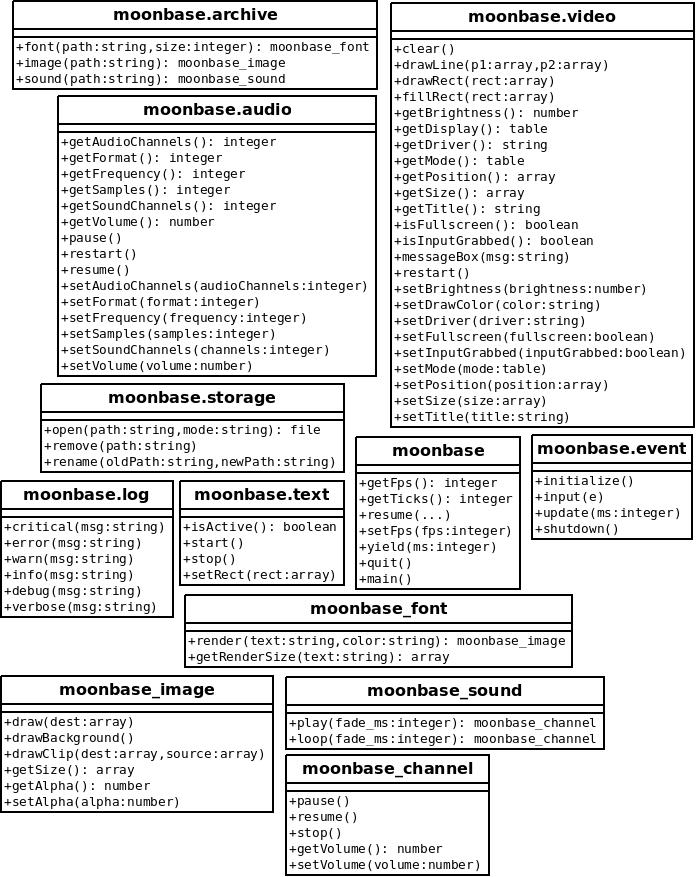 moonbase.archive
+font(path:string,size:integer): moonbase_font
+image(path:string): moonbase_image
+sound(path:string): moonbase_sound
moonbase.audio
+getAudioChannels(): integer
+getFormat(): integer
+getFrequency(): integer
+getSamples(): integer
+getSoundChannels(): integer
+getVolume(): number
+pause()
+restart()
+resume()
+setAudioChannels(audioChannels:integer)
+setFormat(format:integer)
+setFrequency(frequency:integer)
+setSamples(samples:integer)
+setSoundChannels(channels:integer)
+setVolume(volume:number)
moonbase.video
+clear()
+drawLine(p1:array,p2:array)
+drawRect(rect:array)
+fillRect(rect:array)
+getBrightness(): number
+getDisplay(): table
+getDriver(): string
+getMode(): table
+getPosition(): array
+getSize(): array
+getTitle(): string
+isFullscreen(): boolean
+isInputGrabbed(): boolean
+messageBox(msg:string)
+restart()
+setBrightness(brightness:number)
+setDrawColor(color:string)
+setDriver(driver:string)
+setFullscreen(fullscreen:boolean)
+setInputGrabbed(inputGrabbed:boolean)
+setMode(mode:table)
+setPosition(position:array)
+setSize(size:array)
+setTitle(title:string)
moonbase.storage
+open(path:string,mode:string): file
+remove(path:string)
+rename(oldPath:string,newPath:string)
moonbase
+getFps(): integer
+getTicks(): integer
+resume(...)
+setFps(fps:integer)
+yield(ms:integer)
+quit()
+main()
moonbase.event
+initialize()
+input(e)
+update(ms:integer)
+shutdown()
moonbase.log
+critical(msg:string)
+error(msg:string)
+warn(msg:string)
+info(msg:string)
+debug(msg:string)
+verbose(msg:string)
moonbase.text
+isActive(): boolean
+start()
+stop()
+setRect(rect:array)
moonbase_font
+render(text:string,color:string): moonbase_image
+getRenderSize(text:string): array
moonbase_image
+draw(dest:array)
+drawBackground()
+drawClip(dest:array,source:array)
+getSize(): array
+getAlpha(): number
+setAlpha(alpha:number)
moonbase_sound
+play(fade_ms:integer): moonbase_channel
+loop(fade_ms:integer): moonbase_channel
moonbase_channel
+pause()
+resume()
+stop()
+getVolume(): number
+setVolume(volume:number)